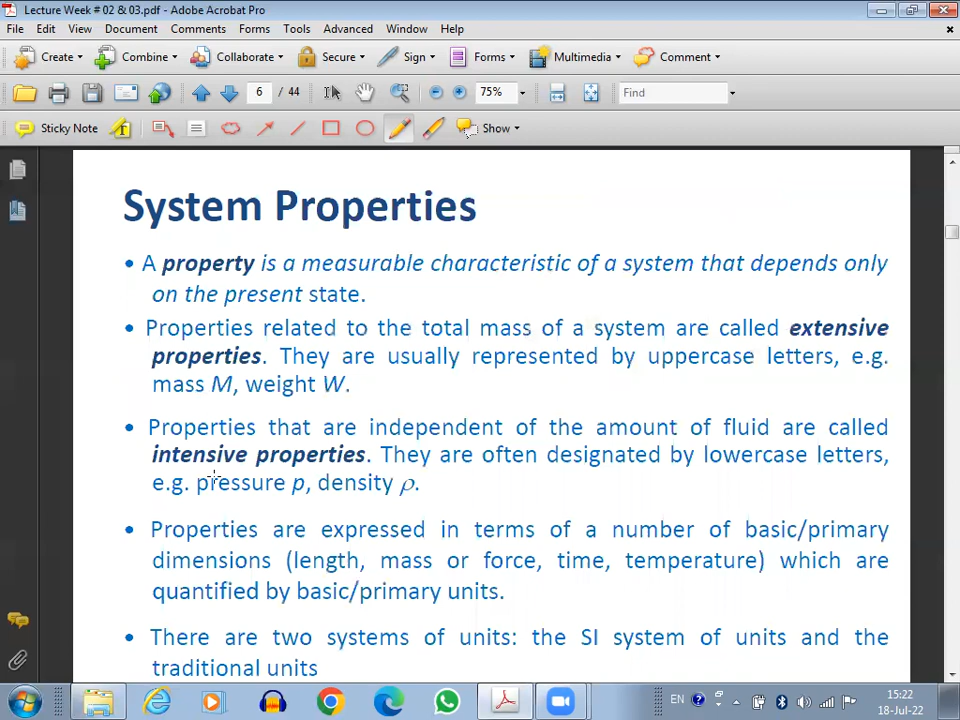 Lecture Week # 02 & 03.pdf - Adobe Acrobat Pro
File Edit View Document Comments Forms Tools Advanced Window Help
Create Combine Collaborate Secure Sign Forms Multimedia Comment
6 / 44 75% Find
Sticky Note Show
System Properties
• A property is a measurable characteristic of a system that depends only
on the present state.
• Properties related to the total mass of a system are called extensive
properties. They are usually represented by uppercase letters, e.g.
mass M, weight W.
• Properties that are independent of the amount of fluid are called
intensive properties. They are often designated by lowercase letters,
e.g. pressure p, density ρ.
• Properties are expressed in terms of a number of basic/primary
dimensions (length, mass or force, time, temperature) which are
quantified by basic/primary units.
• There are two systems of units: the SI system of units and the
traditional units
EN 15:22
18-Jul-22